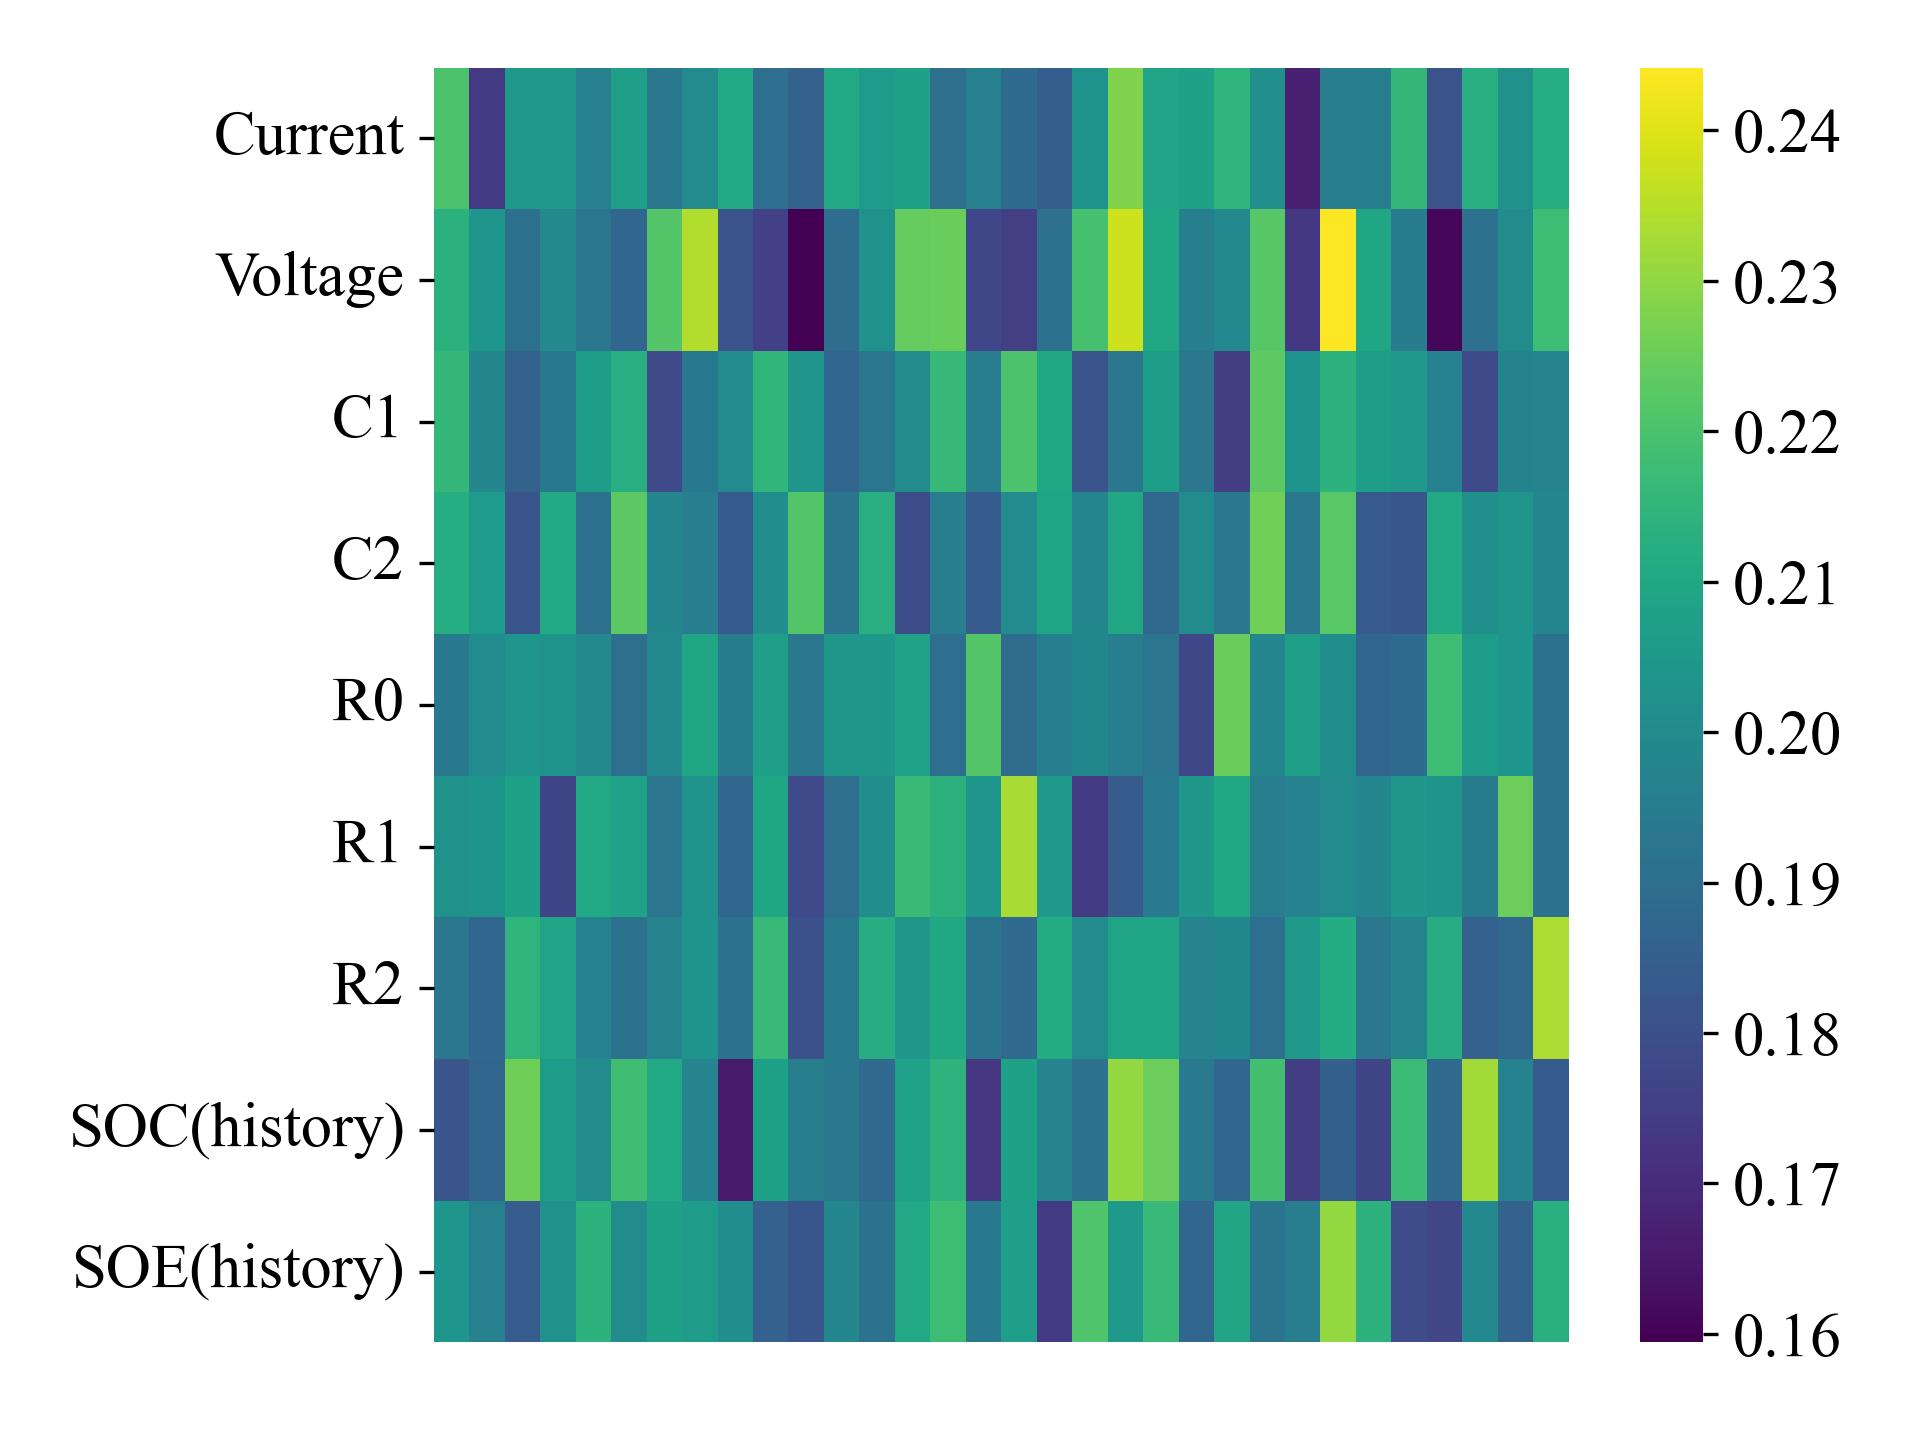 Current
Voltage
C1
C2
R0
R1
R2
SOC(history)
SOE(history)
0.24
0.23
0.22
0.21
0.20
0.19
0.18
0.17
0.16